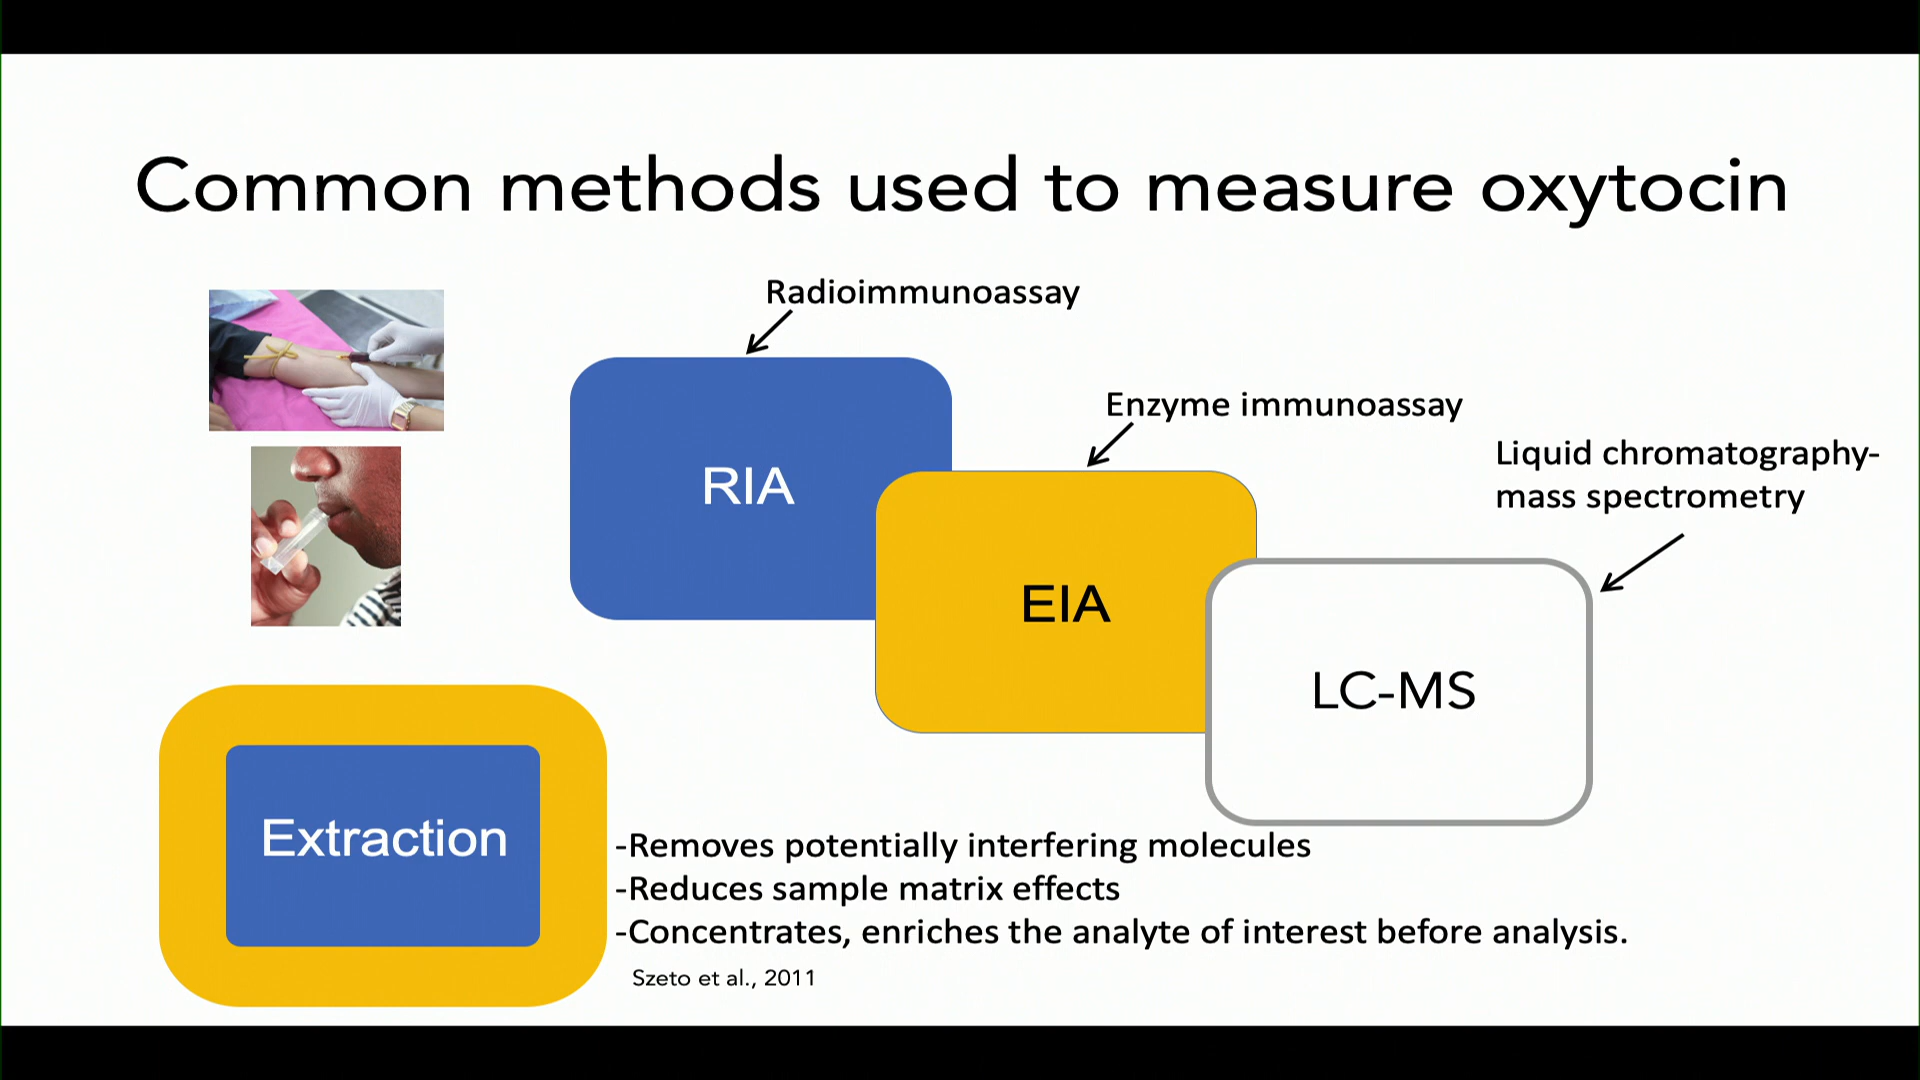 Common methods used to measure oxytocin
Radioimmunoassay
RIA
Enzyme immunoassay
EIA
Liquid chromatography-
mass spectrometry
LC-MS
Extraction
-Removes potentially interfering molecules
-Reduces sample matrix effects
-Concentrates, enriches the analyte of interest before analysis.
Szeto et al., 2011